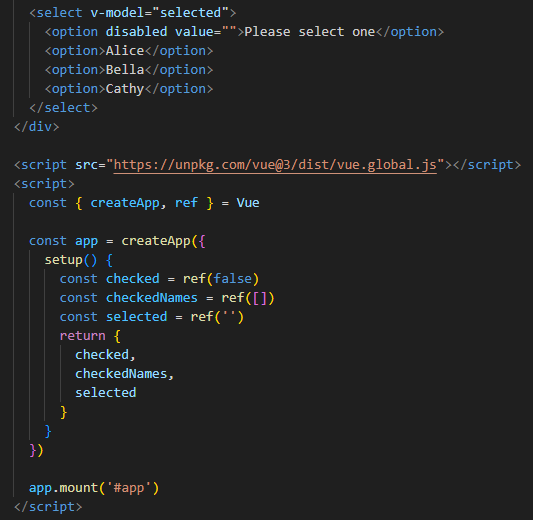 <select v-model="selected">
<option disabled value="">Please select one</option>
<option>Alice</option>
<option>Bella</option>
<option>Cathy</option>
</select>
</div>
<script src="https://unpkg.com/vue@3/dist/vue.global.js"></script>
<script>
const { createApp, ref } = Vue
const app = createApp({
setup() {
const checked = ref(false)
const checkedNames = ref([])
const selected = ref('')
return {
checked,
checkedNames,
selected
}
}
})
app.mount('#app')
</script>